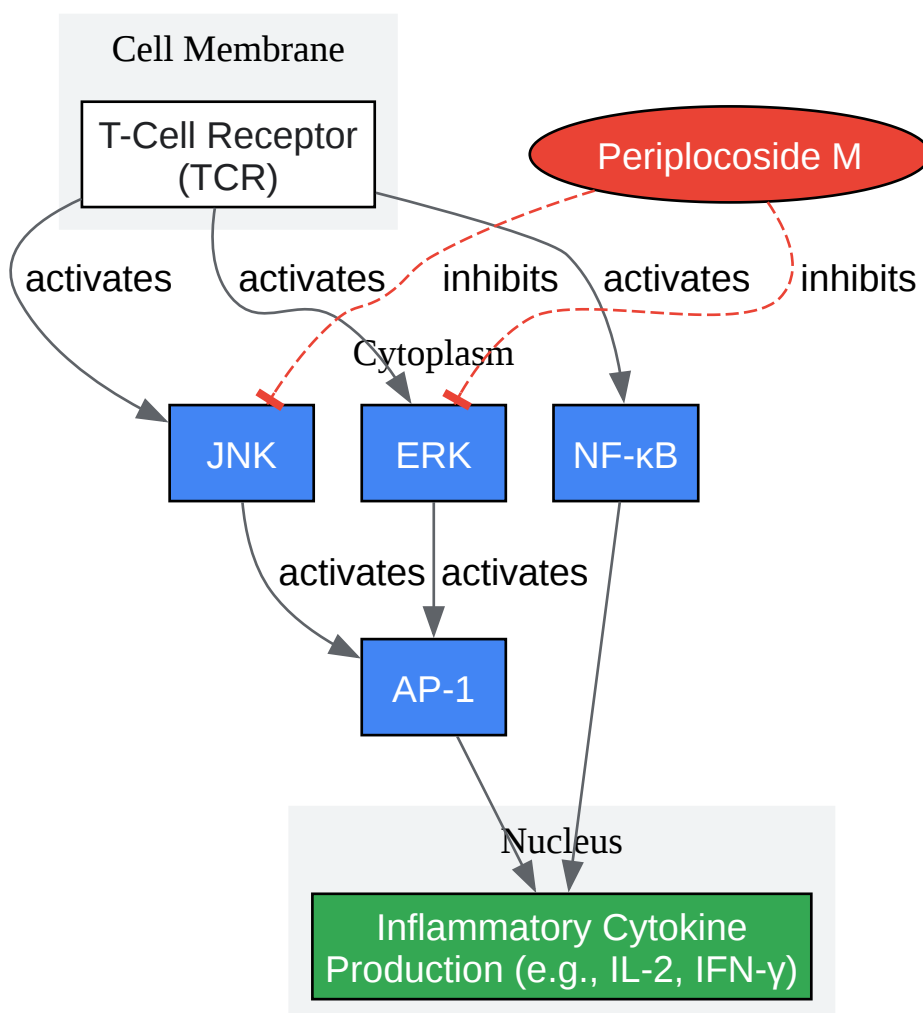 Cell Membrane
T-Cell Receptor
(TCR)
Periplocoside M
activates
activates
inhibits
activates
inhibits
Cytoplasm
JNK
ERK
NF-κB
activates
activates
AP-1
Nucleus
Inflammatory Cytokine
Production (e.g., IL-2, IFN-γ)